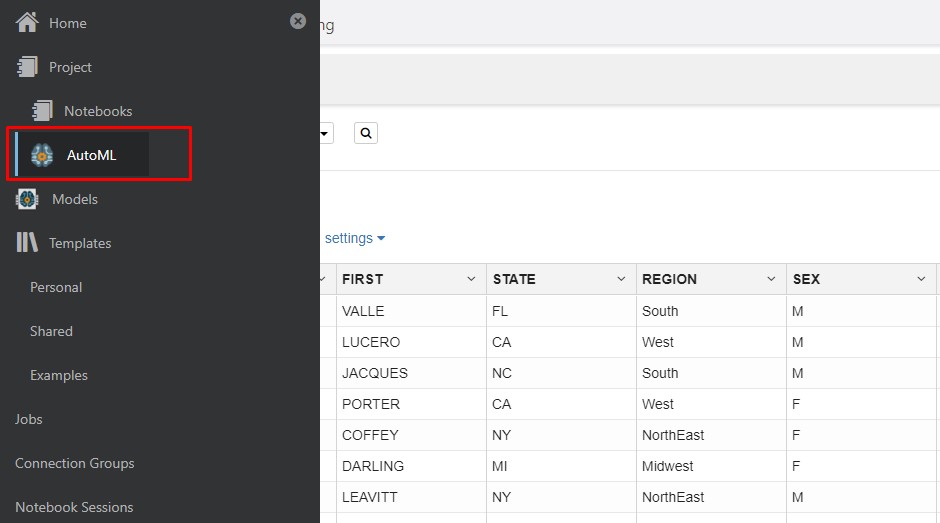 Home
Project
Notebooks
AutoML
Models
Templates
Personal
Shared
Examples
Jobs
Connection Groups
Notebook Sessions
ng
settings
FIRST STATE REGION SEX
VALLE FL South M
LUCERO CA West M
JACQUES NC South M
PORTER CA West F
COFFEY NY NorthEast F
DARLING MI Midwest F
LEAVITT NY NorthEast M